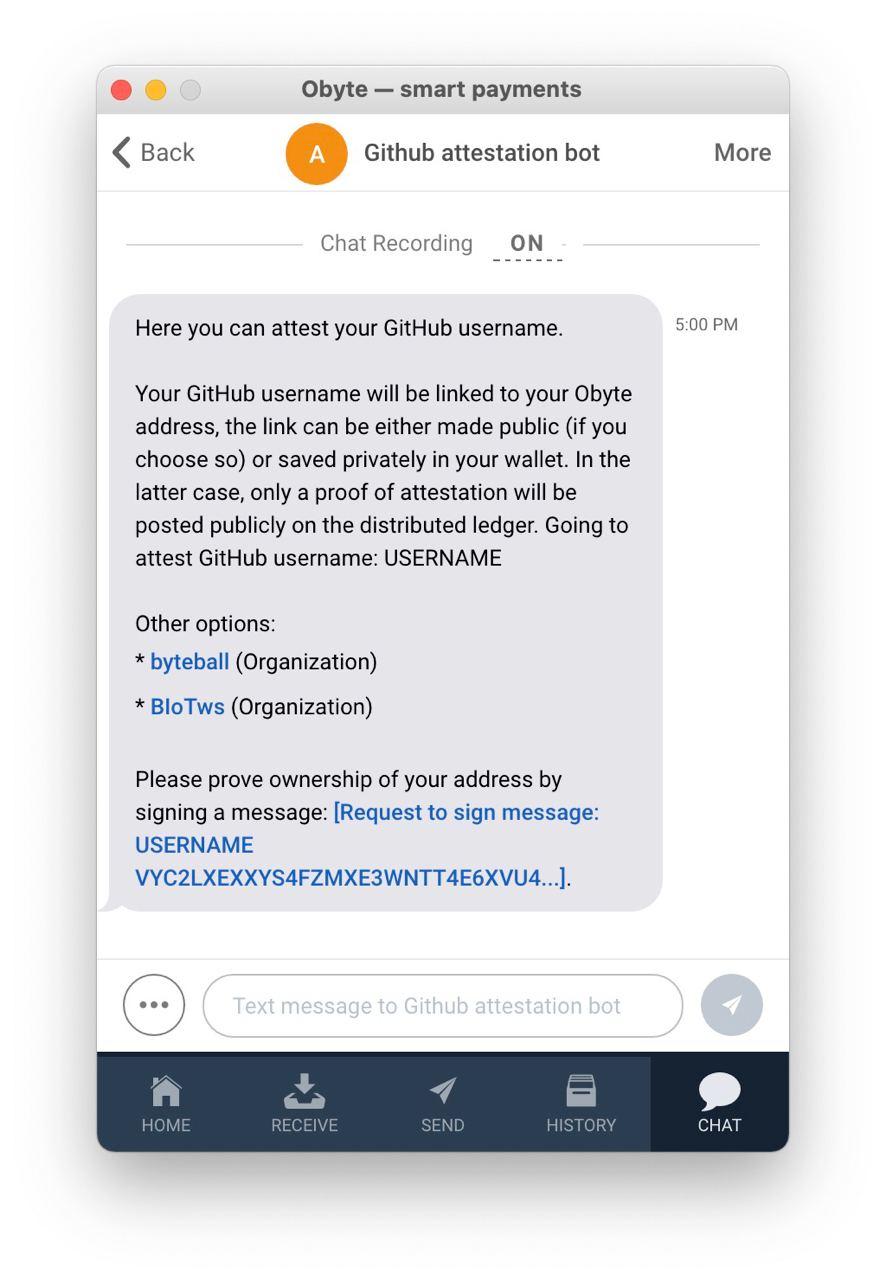 Obyte — smart payments
Back
A
Github attestation bot
More
Chat Recording ON
Here you can attest your GitHub username.
5:00 PM
Your GitHub username will be linked to your Obyte
address, the link can be either made public (if you
choose so) or saved privately in your wallet. In the
latter case, only a proof of attestation will be
posted publicly on the distributed ledger. Going to
attest GitHub username: USERNAME
Other options:
* byteball (Organization)
* BIoTws (Organization)
Please prove ownership of your address by
signing a message: [Request to sign message:
USERNAME
VYC2LXEXXYS4FZMXE3WNTT4E6XVU4...].
Text message to Github attestation bot
HOME
RECEIVE
SEND
HISTORY
CHAT